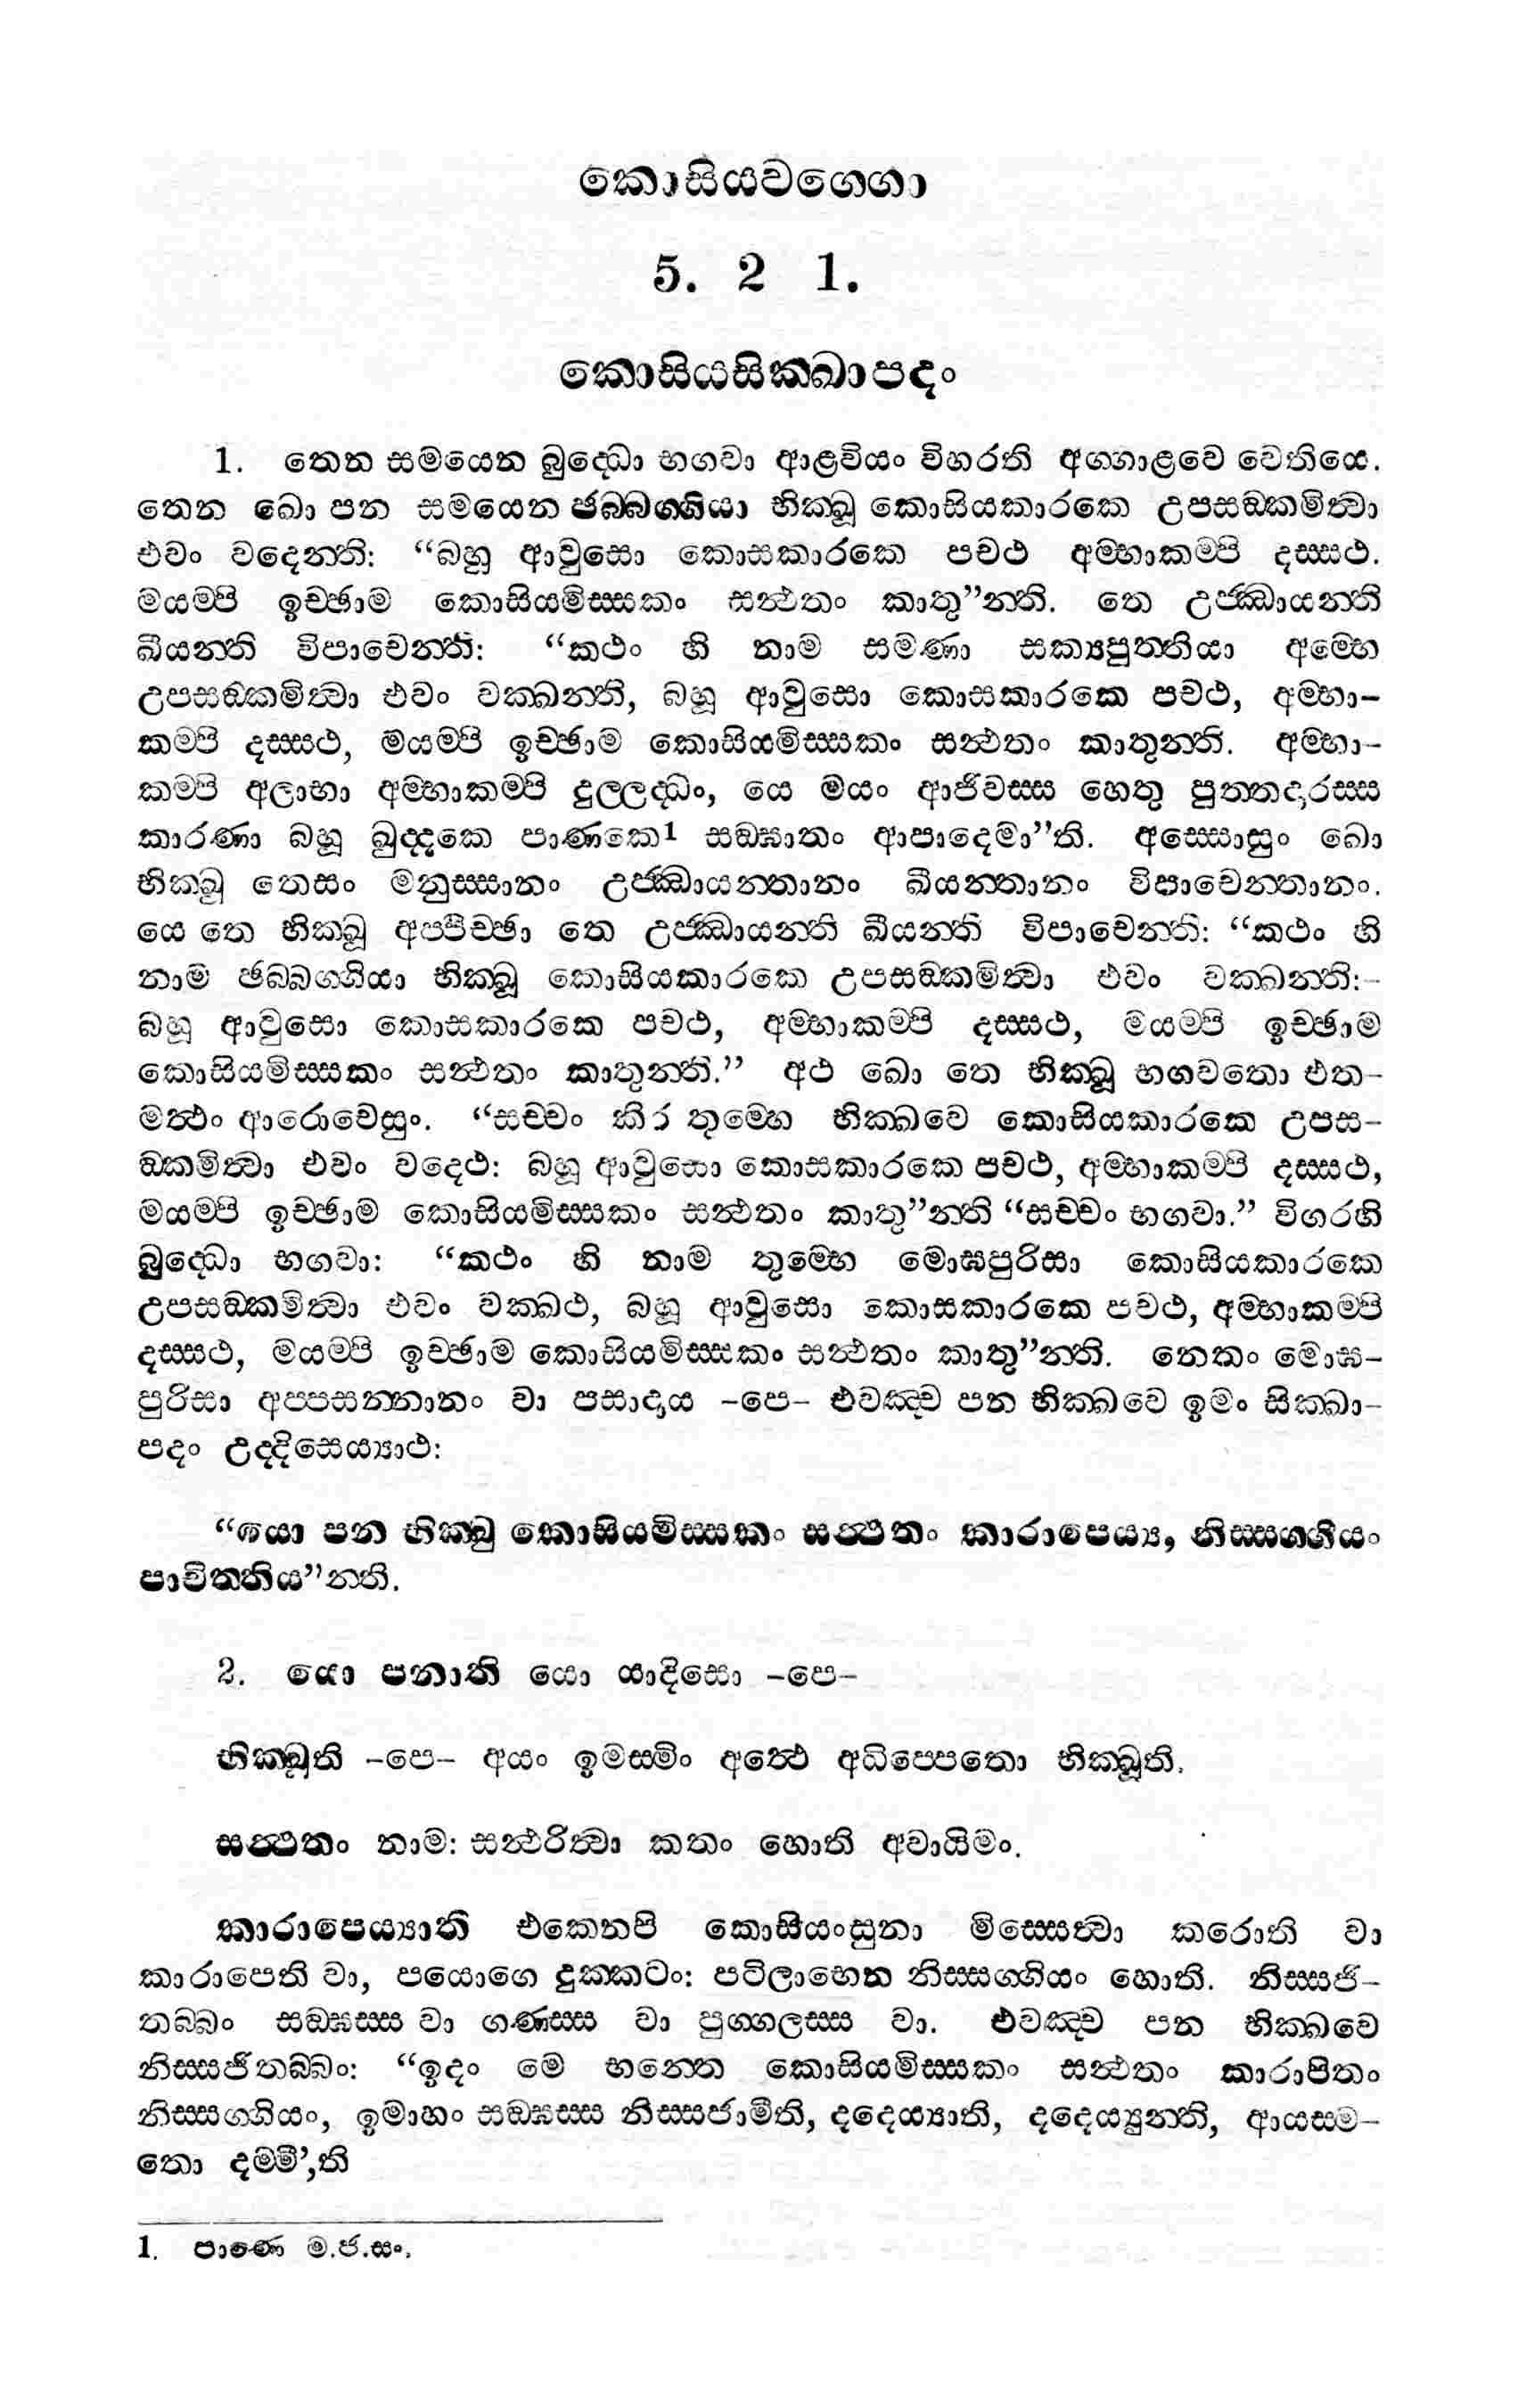 කොසියවග්ගො
5. 2 1.
කොසියසික්ඛාපදං
1. තෙන සමයෙන බුද්ධො භගවා ආළවියං විහරති අග්ගාළවෙ චෙතියෙ.
තෙන ඛො පන සමයෙන ඡබ්බග්ගියා භික්ඛූ කොසියකාරකෙ උපසඞ්කමිත්වා
එවං වදෙන්ති: “බහූ ආවුසො කොසකාරකෙ පචථ අම්හාකම්පි දස්සථ.
මයම්පි ඉච්ඡාම කොසියමිස්සකං සන්ථතං කාතු”න්ති. තෙ උජ්ඣායන්ති
ඛීයන්ති විපාචෙන්ති: “කථං හි නාම සමණා සක්‍යපුත්තියා අම්හෙ
උපසඞ්කමිත්වා එවං වක්ඛන්ති, බහූ ආවුසො කොසකාරකෙ පචථ, අම්හා-
කම්පි දස්සථ, මයම්පි ඉච්ඡාම කොසියමිස්සකං සන්ථතං කාතුන්ති. අම්හා-
කම්පි අලාභා අම්හාකම්පි දුල්ලද්ධං, යෙ මයං ආජීවස්ස හෙතු පුත්තදාරස්ස
කාරණා බහූ ඛුද්දකෙ පාණකෙ1 සඞ්ඝාතං ආපාදෙමා”ති. අස්සොසුං ඛො
භික්ඛූ තෙසං මනුස්සානං උජ්ඣායන්තානං ඛීයන්තානං විපාචෙන්තානං.
යෙ තෙ භික්ඛූ අප්පිච්ඡා තෙ උජ්ඣායන්ති ඛීයන්ති විපාචෙන්ති: “කථං හි
නාම ඡබ්බග්ගියා භික්ඛූ කොසියකාරකෙ උපසඞ්කමිත්වා එවං වක්ඛන්ති:-
බහූ ආවුසො කොසකාරකෙ පචථ, අම්හාකම්පි දස්සථ, මයම්පි ඉච්ඡාම
කොසියමිස්සකං සන්ථතං කාතුන්ති.” අථ ඛො තෙ භික්ඛූ භගවතො එත-
මත්ථං ආරොචෙසුං. “සච්චං කිර තුම්හෙ භික්ඛවෙ කොසියකාරකෙ උපස-
ඞ්කමිත්වා එවං වදෙථ: බහූ ආවුසො කොසකාරකෙ පචථ, අම්හාකම්පි දස්සථ,
මයම්පි ඉච්ඡාම කොසියමිස්සකං සන්ථතං කාතු”න්ති “සච්චං භගවා.” විගරහි
බුද්ධො භගවා: “කථං හි නාම තුම්හෙ මොඝපුරිසා කොසියකාරකෙ
උපසඞ්කමිත්වා එවං වක්ඛථ, බහූ ආවුසො කොසකාරකෙ පචථ, අම්හාකම්පි
දස්සථ, මයම්පි ඉච්ඡාම කොසියමිස්සකං සන්ථතං කාතු”න්ති. නෙතං මොඝ-
පුරිසා අප්පසන්නානං වා පසාදාය -පෙ- එවඤ්ච පන භික්ඛවෙ ඉමං සික්ඛා-
පදං උද්දිසෙය්‍යාථ:
“යො පන භික්ඛු කොසියමිස්සකං සන්ථතං කාරාපෙය්‍ය, නිස්සග්ගියං
පාචිත්තිය”න්ති.
2. යො පනාති යො යාදිසො -පෙ-
භික්ඛූති -පෙ- අයං ඉමස්මිං අත්ථෙ අධිප්පෙතො භික්ඛූති.
සන්ථතං නාම: සන්ථරිත්වා කතං හොති අවායිමං.
කාරාපෙය්‍යාති එකෙනපි කොසියංසුනා මිස්සෙත්වා කරොති වා
කාරාපෙති වා, පයොගෙ දුක්කටං: පටිලාභෙන නිස්සග්ගියං හොති. නිස්සජි-
තබ්බං සඞ්ඝස්ස වා ගණස්ස වා පුග්ගලස්ස වා. එවඤ්ච පන භික්ඛවෙ
නිස්සජිතබ්බං: “ඉදං මෙ භන්තෙ කොසියමිස්සකං සන්ථතං කාරාපිතං
නිස්සග්ගියං, ඉමාහං සඞ්ඝස්ස නිස්සජාමීති, දදෙය්‍යාති, දදෙය්‍යුන්ති, ආයස්ම-
තො දම්මී’,ති
1. පාණෙ ම.ජ.සං.